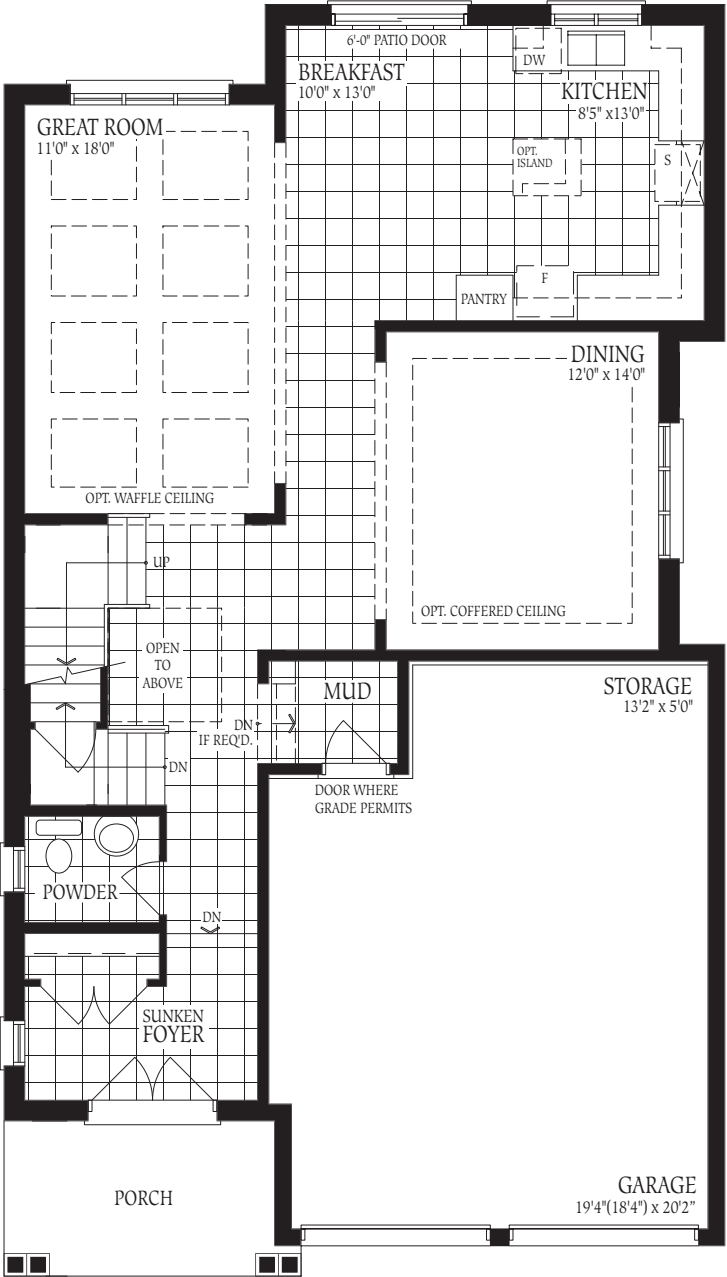 6'-0" PATIO DOOR
BREAKFAST
10'0" x 13'0"
DW
KITCHEN
8'5" x13'0"
GREAT ROOM
11'0" x 18'0"
OPT.
ISLAND
S
F
PANTRY
DINING
12'0" x 14'0"
OPT. WAFFLE CEILING
UP
OPT. COFFERED CEILING
OPEN
TO
ABOVE
MUD
STORAGE
13'2" x 5'0"
DN
IF REQ'D.
DN
DOOR WHERE
GRADE PERMITS
POWDER
DN
SUNKEN
FOYER
PORCH
GARAGE
19'4"(18'4") x 20'2"